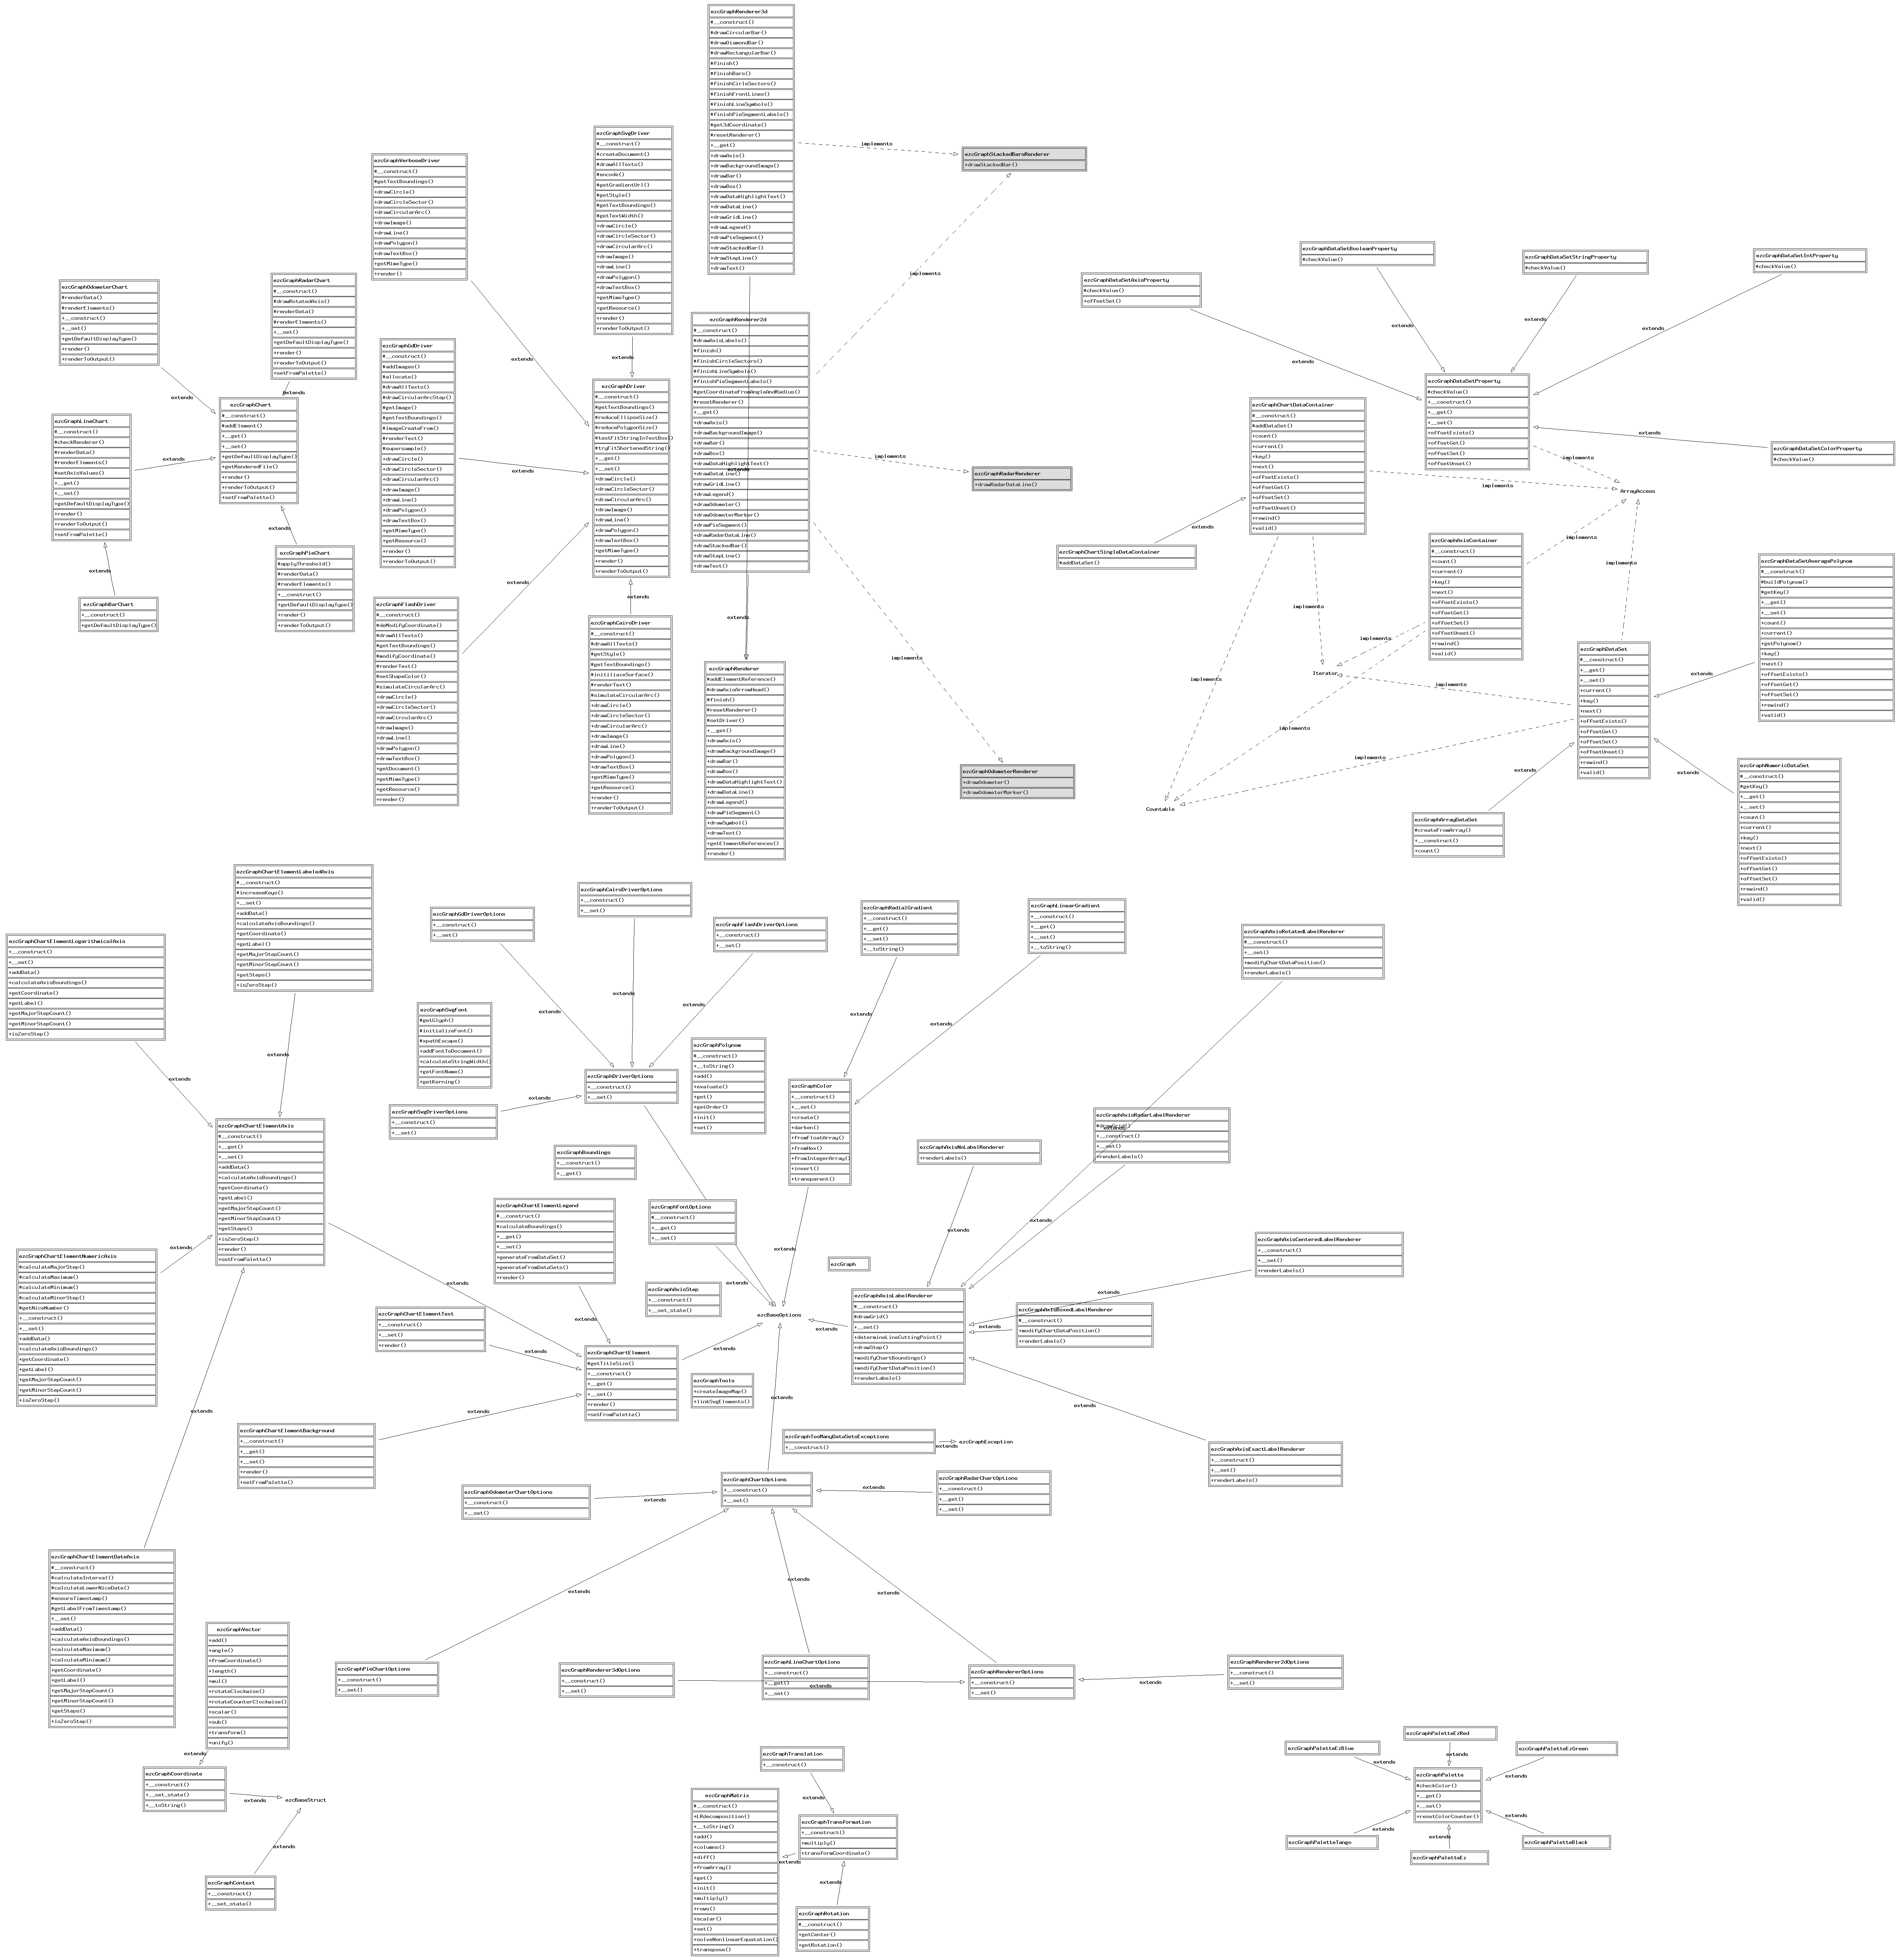 ezcGraphRenderer3d
#__construct()
#drawCircularBar()
#drawDiamondBar()
#drawRectangularBar()
#finish()
#finishBars()
#finishCirleSectors()
#finishFrontLines()
#finishLineSymbols()
#finishPieSegmentLabels()
#get3dCoordinate()
#resetRenderer()
+__get()
+drawAxis()
+drawBackgroundImage()
+drawBar()
+drawBox()
+drawDataHighlightText()
+drawDataLine()
+drawGridLine()
+drawLegend()
+drawPieSegment()
+drawStackedBar()
+drawStepLine()
+drawText()
implements
ezcGraphStackedBarsRenderer
+drawStackedBar()
implements
ezcGraphSvgDriver
#__construct()
#createDocument()
#drawAllTexts()
#encode()
#getGradientUrl()
#getStyle()
#getTextBoundings()
#getTextWidth()
+drawCircle()
+drawCircleSector()
+drawCircularArc()
+drawImage()
+drawLine()
+drawPolygon()
+drawTextBox()
+getMimeType()
+getResource()
+render()
+renderToOutput()
extends
ezcGraphVerboseDriver
#__construct()
#getTextBoundings()
+drawCircle()
+drawCircleSector()
+drawCircularArc()
+drawImage()
+drawLine()
+drawPolygon()
+drawTextBox()
+getMimeType()
+render()
extends
ezcGraphOdometerChart
#renderData()
#renderElements()
+__construct()
+__set()
+getDefaultDisplayType()
+render()
+renderToOutput()
extends
ezcGraphRadarChart
#__construct()
#drawRotatedAxis()
#renderData()
#renderElements()
+__set()
+getDefaultDisplayType()
+render()
+renderToOutput()
+setFromPalette()
extends
ezcGraphChart
#__construct()
#addElement()
+__get()
+__set()
+getDefaultDisplayType()
+getRenderedFile()
+render()
+renderToOutput()
+setFromPalette()
ezcGraphLineChart
#__construct()
#checkRenderer()
#renderData()
#renderElements()
#setAxisValues()
+__get()
+__set()
+getDefaultDisplayType()
+render()
+renderToOutput()
+setFromPalette()
extends
extends
ezcGraphBarChart
+__construct()
+getDefaultDisplayType()
extends
ezcGraphPieChart
#applyThreshold()
#renderData()
#renderElements()
+__construct()
+getDefaultDisplayType()
+render()
+renderToOutput()
ezcGraphGdDriver
#__construct()
#addImages()
#allocate()
#drawAllTexts()
#drawCircularArcStep()
#getImage()
#getTextBoundings()
#imageCreateFrom()
#renderText()
#supersample()
+drawCircle()
+drawCircleSector()
+drawCircularArc()
+drawImage()
+drawLine()
+drawPolygon()
+drawTextBox()
+getMimeType()
+getResource()
+render()
+renderToOutput()
extends
ezcGraphDriver
#__construct()
#getTextBoundings()
#reduceEllipseSize()
#reducePolygonSize()
#testFitStringInTextBox()
#tryFitShortenedString()
+__get()
+__set()
+drawCircle()
+drawCircleSector()
+drawCircularArc()
+drawImage()
+drawLine()
+drawPolygon()
+drawTextBox()
+getMimeType()
+render()
+renderToOutput()
ezcGraphFlashDriver
#__construct()
#deModifyCoordinate()
#drawAllTexts()
#getTextBoundings()
#modifyCoordinate()
#renderText()
#setShapeColor()
#simulateCircularArc()
+drawCircle()
+drawCircleSector()
+drawCircularArc()
+drawImage()
+drawLine()
+drawPolygon()
+drawTextBox()
+getDocument()
+getMimeType()
+getResource()
+render()
extends
extends
ezcGraphCairoDriver
#__construct()
#drawAllTexts()
#getStyle()
#getTextBoundings()
#initiliazeSurface()
#renderText()
#simulateCircularArc()
+drawCircle()
+drawCircleSector()
+drawCircularArc()
+drawImage()
+drawLine()
+drawPolygon()
+drawTextBox()
+getMimeType()
+getResource()
+render()
+renderToOutput()
ezcGraphRenderer2d
#__construct()
#drawAxisLabels()
#finish()
#finishCircleSectors()
#finishLineSymbols()
#finishPieSegmentLabels()
#getCoordinateFromAngleAndRadius()
#resetRenderer()
+__get()
+drawAxis()
+drawBackgroundImage()
+drawBar()
+drawBox()
+drawDataHighlightText()
+drawDataLine()
extends
+drawGridLine()
+drawLegend()
+drawOdometer()
+drawOdometerMarker()
+drawPieSegment()
+drawRadarDataLine()
+drawStackedBar()
+drawStepLine()
+drawText()
extends
implements
ezcGraphRadarRenderer
+drawRadarDataLine()
implements
ezcGraphOdometerRenderer
+drawOdometer()
+drawOdometerMarker()
ezcGraphRenderer
#addElementReference()
#drawAxisArrowHead()
#finish()
#resetRenderer()
#setDriver()
+__get()
+drawAxis()
+drawBackgroundImage()
+drawBar()
+drawBox()
+drawDataHighlightText()
+drawDataLine()
+drawLegend()
+drawPieSegment()
+drawSymbol()
+drawText()
+getElementReferences()
+render()
ezcGraphDataSetAxisProperty
#checkValue()
+offsetSet()
extends
ezcGraphDataSetBooleanProperty
#checkValue()
extends
ezcGraphDataSetStringProperty
#checkValue()
extends
ezcGraphDataSetIntProperty
#checkValue()
extends
ezcGraphDataSetProperty
#checkValue()
+__construct()
+__get()
+__set()
+offsetExists()
+offsetGet()
+offsetSet()
+offsetUnset()
extends
ezcGraphDataSetColorProperty
#checkValue()
implements
ArrayAccess
ezcGraphChartDataContainer
#__construct()
#addDataSet()
+count()
+current()
+key()
+next()
+offsetExists()
+offsetGet()
+offsetSet()
+offsetUnset()
+rewind()
+valid()
implements
extends
ezcGraphChartSingleDataContainer
#addDataSet()
ezcGraphAxisContainer
#__construct()
+count()
+current()
+key()
+next()
+offsetExists()
+offsetGet()
+offsetSet()
+offsetUnset()
+rewind()
+valid()
implements
implements
implements
implements
implements
implements
implements
implements
Iterator
Countable
ezcGraphDataSet
#__construct()
+__get()
+__set()
+current()
+key()
+next()
+offsetExists()
+offsetGet()
+offsetSet()
+offsetUnset()
+rewind()
+valid()
ezcGraphDataSetAveragePolynom
#__construct()
#buildPolynom()
#getKey()
+__get()
+__set()
+count()
+current()
+getPolynom()
+key()
+next()
+offsetExists()
+offsetGet()
+offsetSet()
+rewind()
+valid()
extends
extends
ezcGraphArrayDataSet
#createFromArray()
+__construct()
+count()
extends
ezcGraphNumericDataSet
#__construct()
#getKey()
+__get()
+__set()
+count()
+current()
+key()
+next()
+offsetExists()
+offsetGet()
+offsetSet()
+rewind()
+valid()
ezcGraphChartElementLogarithmicalAxis
+__construct()
+__set()
+addData()
+calculateAxisBoundings()
+getCoordinate()
+getLabel()
+getMajorStepCount()
+getMinorStepCount()
+isZeroStep()
extends
ezcGraphChartElementLabeledAxis
#__construct()
#increaseKeys()
+__set()
+addData()
+calculateAxisBoundings()
+getCoordinate()
+getLabel()
+getMajorStepCount()
+getMinorStepCount()
+getSteps()
+isZeroStep()
extends
ezcGraphChartElementAxis
#__construct()
+__get()
+__set()
+addData()
+calculateAxisBoundings()
+getCoordinate()
+getLabel()
+getMajorStepCount()
+getMinorStepCount()
+getSteps()
+isZeroStep()
+render()
+setFromPalette()
ezcGraphChartElementNumericAxis
#calculateMajorStep()
#calculateMaximum()
#calculateMinimum()
#calculateMinorStep()
#getNiceNumber()
+__construct()
+__set()
+addData()
+calculateAxisBoundings()
+getCoordinate()
+getLabel()
+getMajorStepCount()
+getMinorStepCount()
+isZeroStep()
extends
extends
extends
ezcGraphChartElementDateAxis
#__construct()
#calculateInterval()
#calculateLowerNiceDate()
#ensureTimestamp()
#getLabelFromTimestamp()
+__set()
+addData()
+calculateAxisBoundings()
+calculateMaximum()
+calculateMinimum()
+getCoordinate()
+getLabel()
+getMajorStepCount()
+getMinorStepCount()
+getSteps()
+isZeroStep()
ezcGraphGdDriverOptions
+__construct()
+__set()
extends
ezcGraphCairoDriverOptions
+__construct()
+__set()
extends
ezcGraphFlashDriverOptions
+__construct()
+__set()
extends
ezcGraphSvgFont
#getGlyph()
#initializeFont()
#xpathEscape()
+addFontToDocument()
+calculateStringWidth()
+getFontName()
+getKerning()
ezcGraphDriverOptions
+__construct()
+__set()
ezcGraphSvgDriverOptions
+__construct()
+__set()
extends
ezcGraphPolynom
#__construct()
+__toString()
+add()
+evaluate()
+get()
+getOrder()
+init()
+set()
ezcGraphBoundings
+__construct()
+__get()
ezcGraphRadialGradient
+__construct()
+__get()
+__set()
+__toString()
extends
ezcGraphLinearGradient
+__construct()
+__get()
+__set()
+__toString()
extends
ezcGraphColor
+__construct()
+__set()
+create()
+darken()
+fromFloatArray()
+fromHex()
+fromIntegerArray()
+invert()
+transparent()
extends
ezcGraphAxisRotatedLabelRenderer
#__construct()
+__set()
+modifyChartDataPosition()
+renderLabels()
extends
ezcGraphAxisRadarLabelRenderer
#drawGrid()
+__construct()
+__set()
+renderLabels()
extends
ezcGraphAxisNoLabelRenderer
+renderLabels()
extends
ezcGraphAxisCenteredLabelRenderer
+__construct()
+__set()
+renderLabels()
extends
ezcGraphAxisBoxedLabelRenderer
#__construct()
+modifyChartDataPosition()
+renderLabels()
extends
ezcGraph
ezcGraphAxisLabelRenderer
#__construct()
#drawGrid()
+__set()
+determineLineCuttingPoint()
+drawStep()
+modifyChartBoundings()
+modifyChartDataPosition()
+renderLabels()
extends
extends
ezcGraphAxisExactLabelRenderer
+__construct()
+__set()
+renderLabels()
ezcGraphChartElementLegend
#__construct()
#calculateBoundings()
+__get()
+__set()
+generateFromDataSet()
+generateFromDataSets()
+render()
extends
ezcGraphFontOptions
#__construct()
+__get()
+__set()
extends
ezcGraphAxisStep
+__construct()
+__set_state()
ezcBaseOptions
ezcGraphChartElementText
+__construct()
+__set()
+render()
extends
ezcGraphChartElement
#getTitleSize()
+__construct()
+__get()
+__set()
+render()
+setFromPalette()
extends
ezcGraphTools
+createImageMap()
+linkSvgElements()
extends
ezcGraphChartElementBackground
+__construct()
+__get()
+__set()
+render()
+setFromPalette()
extends
ezcGraphTooManyDataSetsExceptions
+__construct()
extends
ezcGraphException
ezcGraphChartOptions
+__construct()
+__set()
ezcGraphOdometerChartOptions
+__construct()
+__set()
extends
ezcGraphRadarChartOptions
+__construct()
+__get()
+__set()
extends
extends
extends
extends
ezcGraphPieChartOptions
+__construct()
+__set()
ezcGraphRenderer3dOptions
+__construct()
+__set()
ezcGraphLineChartOptions
+__construct()
+__get()
+__set()
extends
ezcGraphRendererOptions
+__construct()
+__set()
extends
ezcGraphRenderer2dOptions
+__construct()
+__set()
ezcGraphVector
+add()
+angle()
+fromCoordinate()
+length()
+mul()
+rotateClockwise()
+rotateCounterClockwise()
+scalar()
+sub()
+transform()
+unify()
extends
ezcGraphCoordinate
+__construct()
+__set_state()
+__toString()
extends
ezcBaseStruct
extends
ezcGraphContext
+__construct()
+__set_state()
ezcGraphTranslation
+__construct()
extends
ezcGraphMatrix
#__construct()
+LRdecomposition()
+__toString()
+add()
+columns()
+diff()
+fromArray()
+get()
+init()
+multiply()
+rows()
+scalar()
+set()
+solveNonlinearEquatation()
+transpose()
ezcGraphTransformation
+__construct()
+multiply()
+transformCoordinate()
extends
extends
ezcGraphRotation
#__construct()
+getCenter()
+getRotation()
ezcGraphPaletteEzBlue
extends
ezcGraphPaletteEzRed
extends
ezcGraphPaletteEzGreen
extends
ezcGraphPalette
#checkColor()
+__get()
+__set()
+resetColorCounter()
extends
ezcGraphPaletteTango
extends
ezcGraphPaletteEz
extends
ezcGraphPaletteBlack